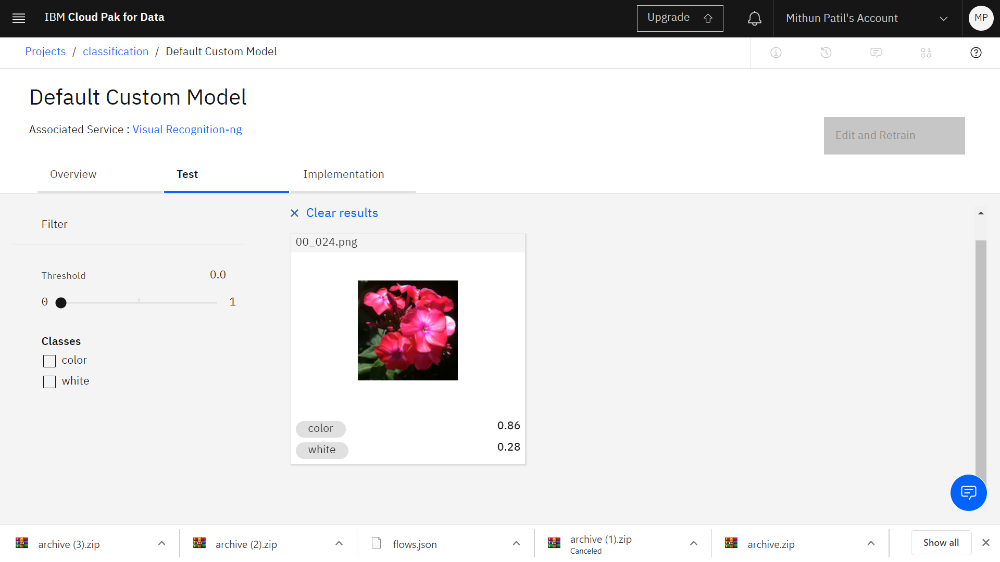 IBM Cloud Pak for Data
Upgrade
Mithun Patil's Account
MP
Projects / classification / Default Custom Model
Default Custom Model
Associated Service : Visual Recognition-ng
Edit and Retrain
Overview
Test
Implementation
Filter
Threshold
0.0
0
1
Classes
color
white
Clear results
00_024.png
color
0.86
white
0.28
archive (3).zip
archive (2).zip
flows.json
archive (1).zip
Canceled
archive.zip
Show all